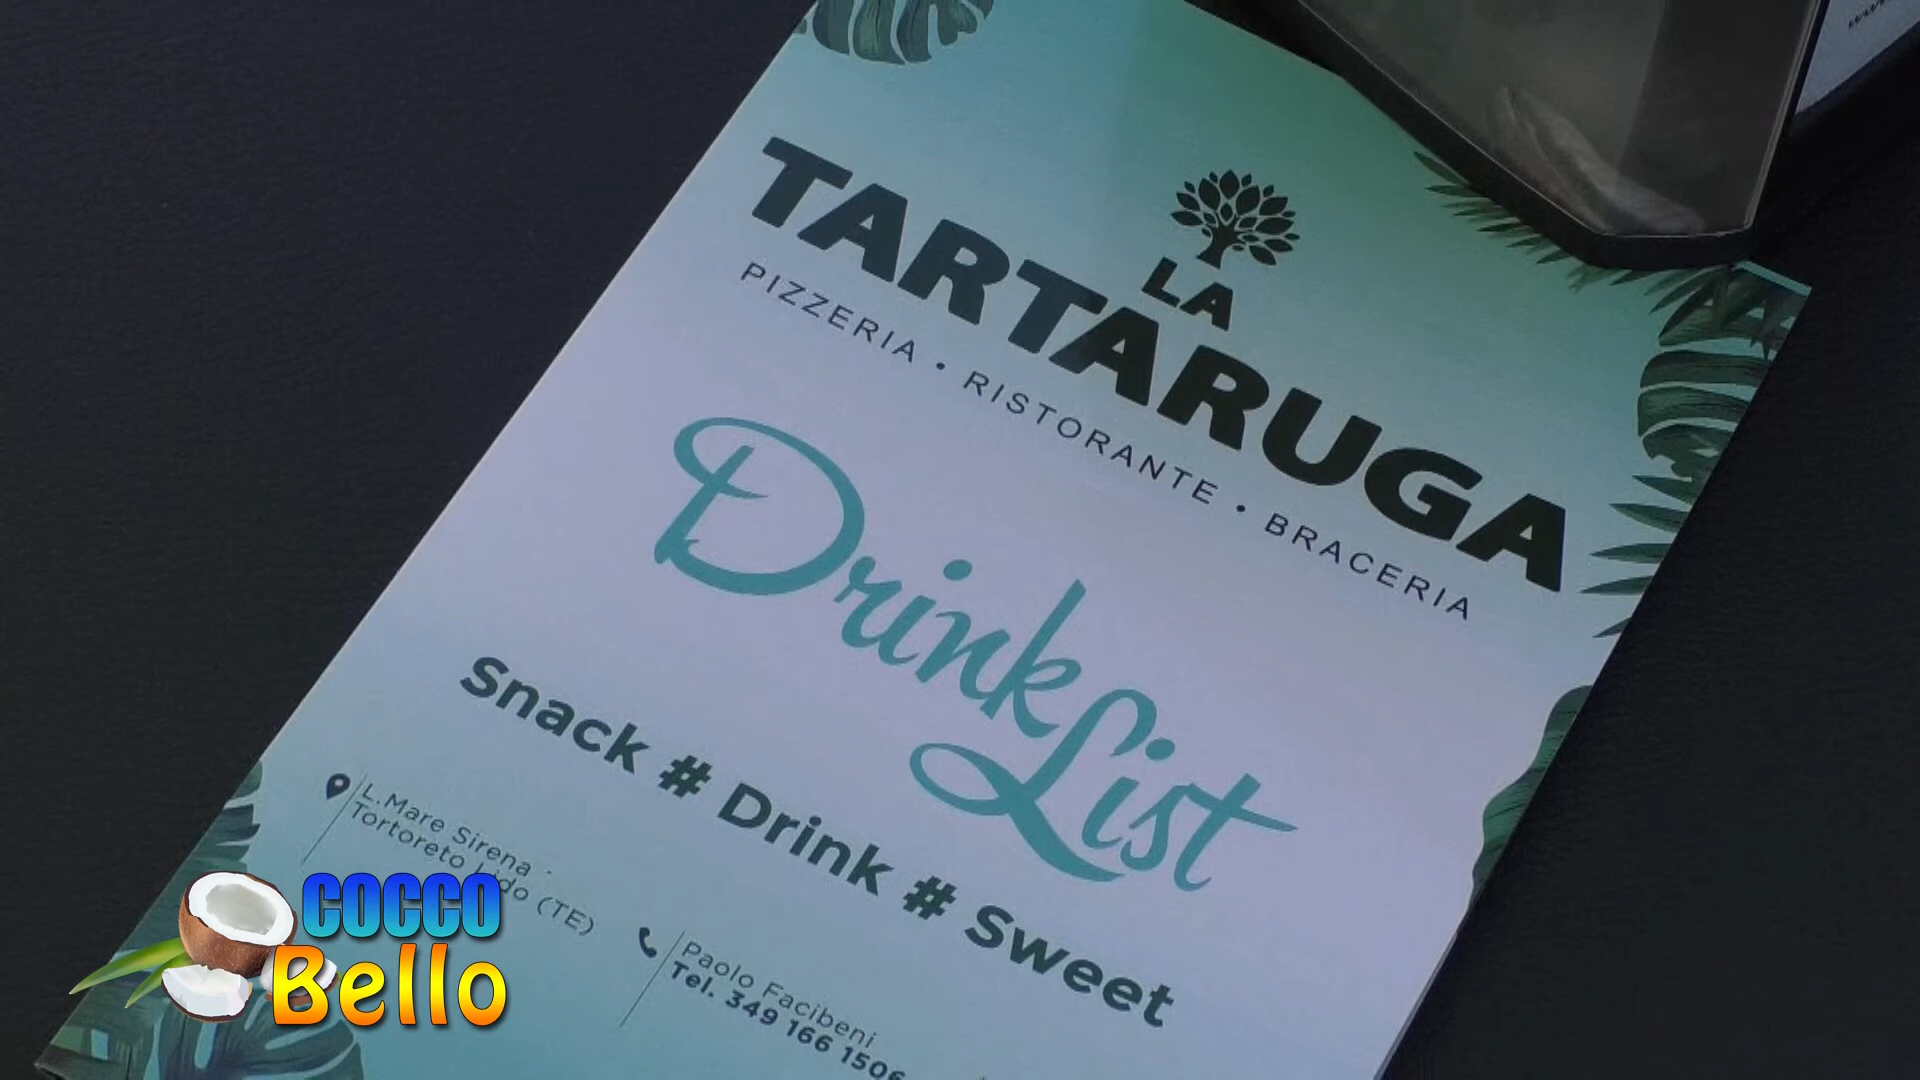 LA
TARTARUGA
PIZZERIA • RISTORANTE • BRACERIA
Drink
List
Snack # Drink # Sweet
L.Mare Sirena -
Tortoreto Lido (TE)
Paolo Facibeni
Tel. 349 166 1506
COCCO
Bello